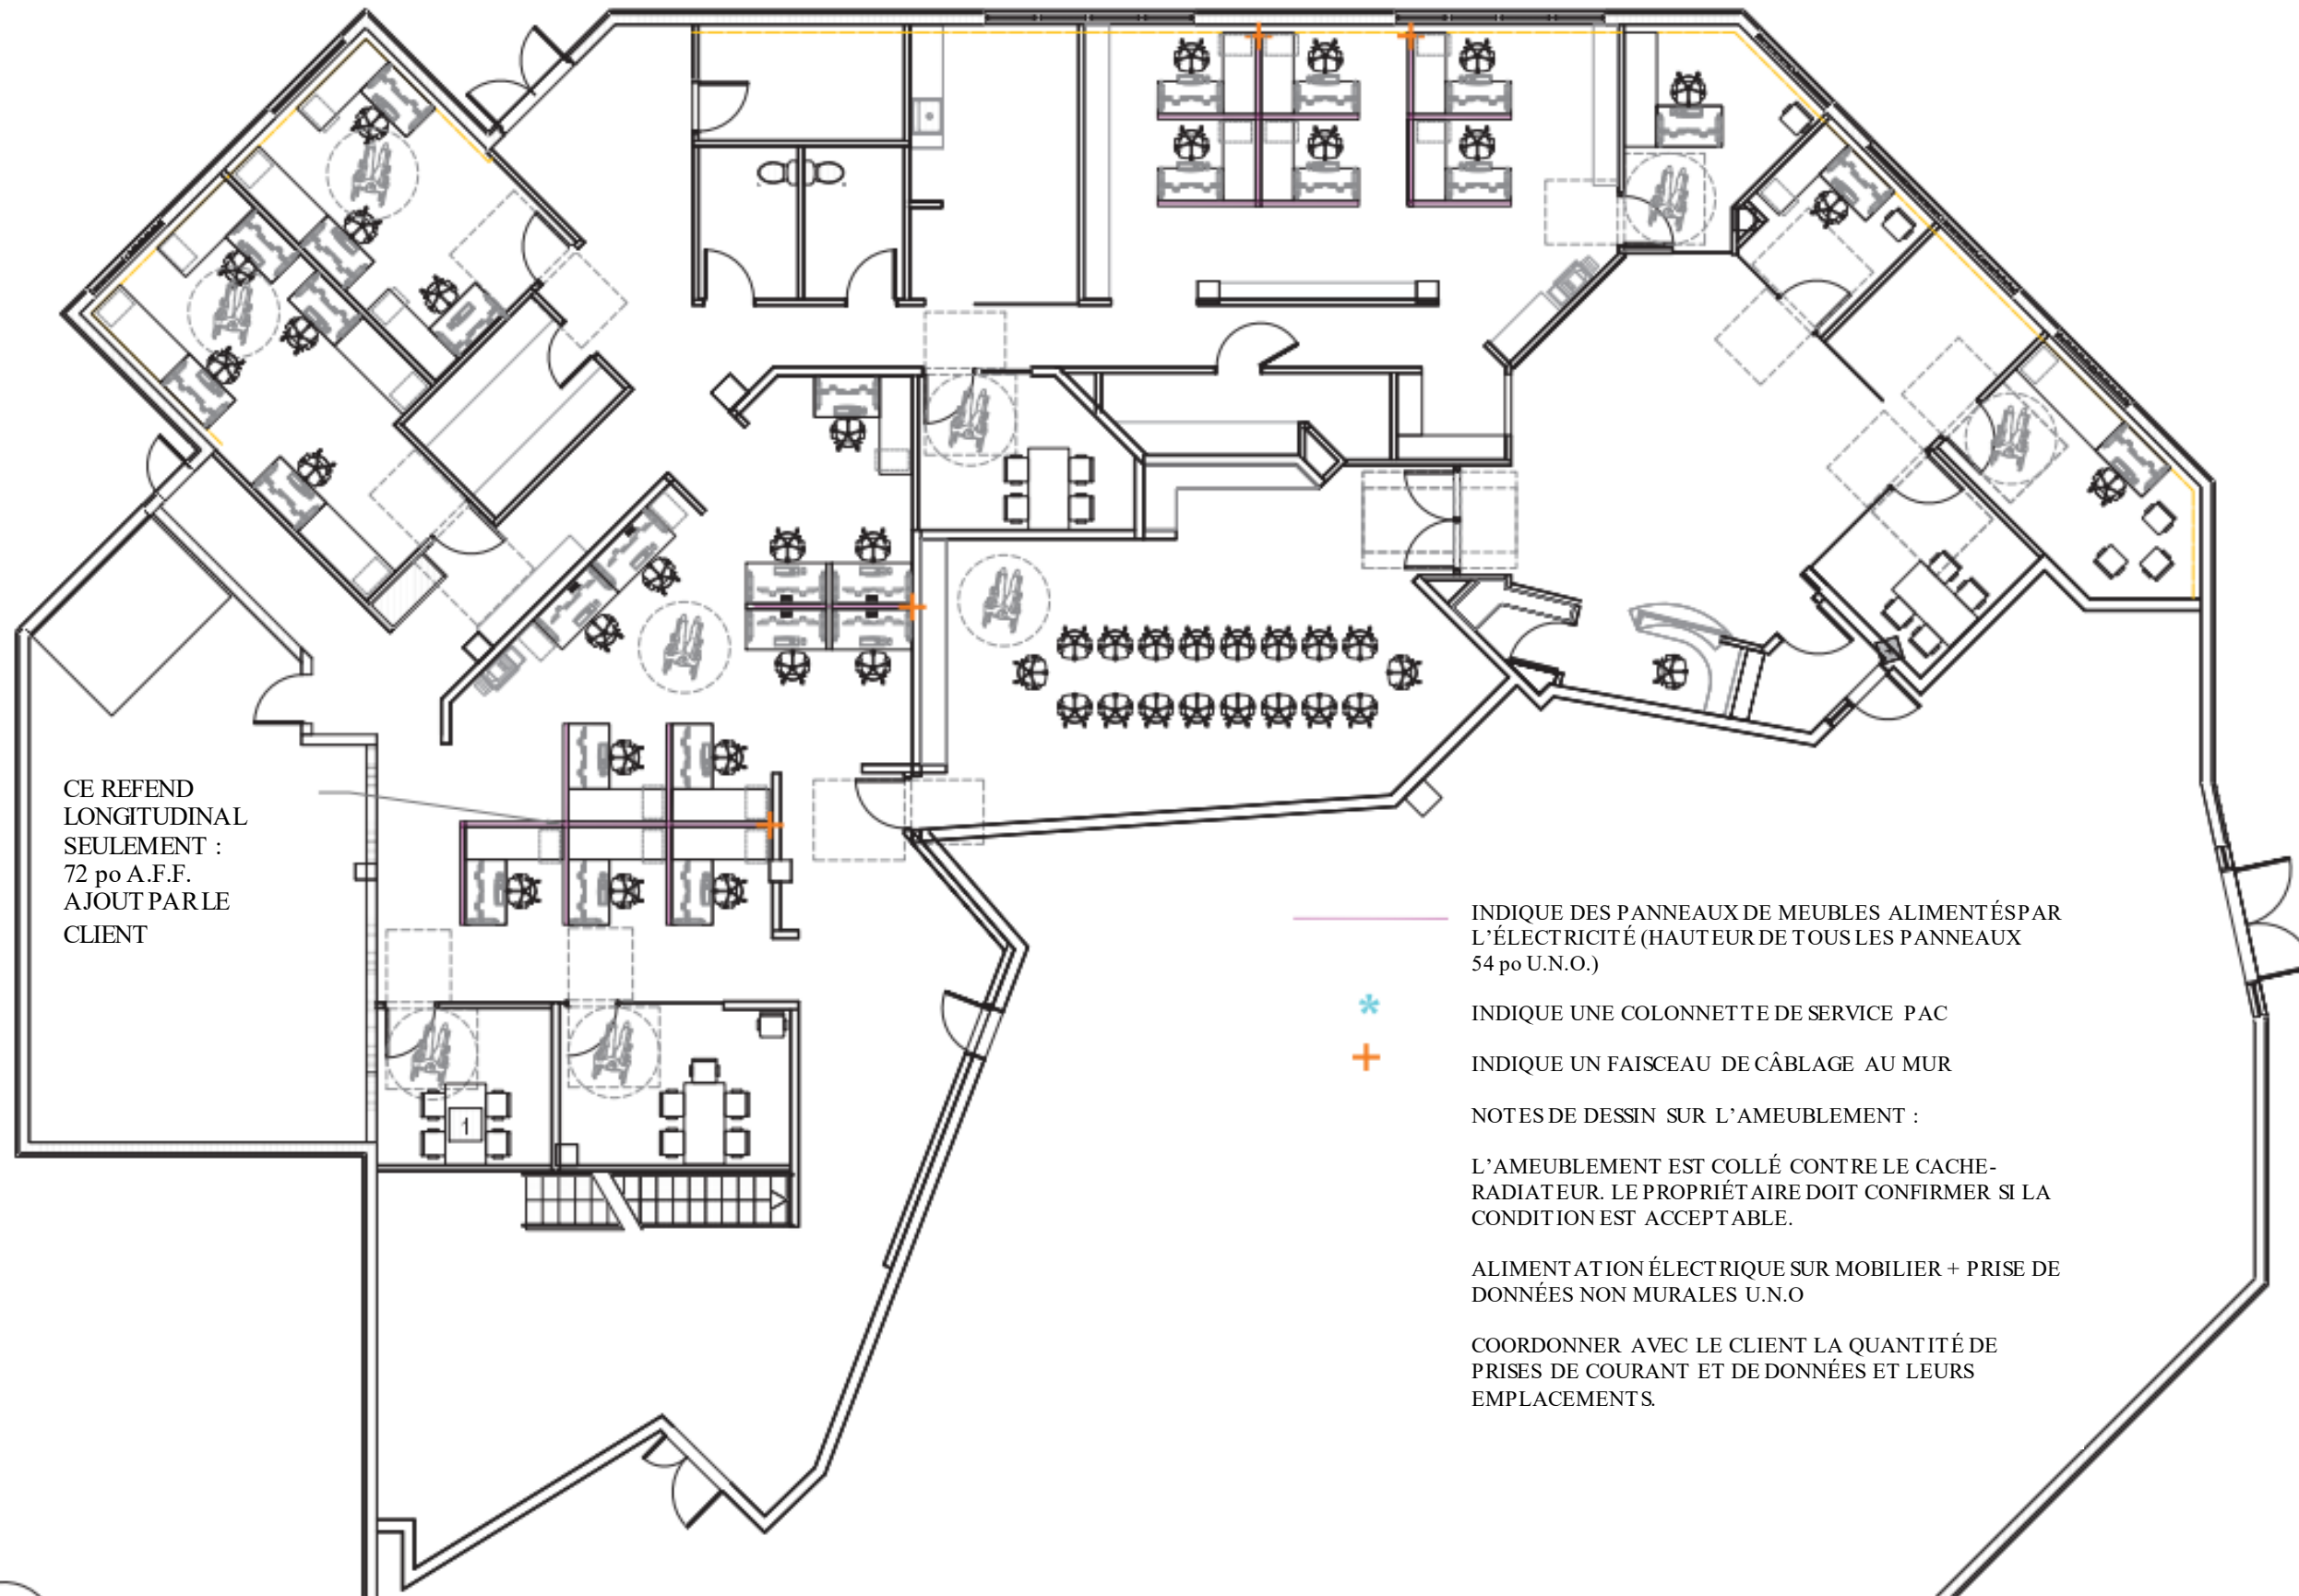 CE REFEND
LONGITUDINAL
SEULEMENT :
72 po A.F.F.
AJOUT PAR LE
CLIENT
INDIQUE DES PANNEAUX DE MEUBLES ALIMENTÉS PAR
L'ÉLECTRICITÉ (HAUTEUR DE TOUS LES PANNEAUX
54 po U.N.O.)
* INDIQUE UNE COLONNETTE DE SERVICE PAC
+ INDIQUE UN FAISCEAU DE CÂBLAGE AU MUR
NOTES DE DESSIN SUR L'AMEUBLEMENT :
L'AMEUBLEMENT EST COLLÉ CONTRE LE CACHE-
RADIATEUR. LE PROPRIÉTAIRE DOIT CONFIRMER SI LA
CONDITION EST ACCEPTABLE.
ALIMENTATION ÉLECTRIQUE SUR MOBILIER + PRISE DE
DONNÉES NON MURALES U.N.O
COORDONNER AVEC LE CLIENT LA QUANTITÉ DE
PRISES DE COURANT ET DE DONNÉES ET LEURS
EMPLACEMENTS.
1